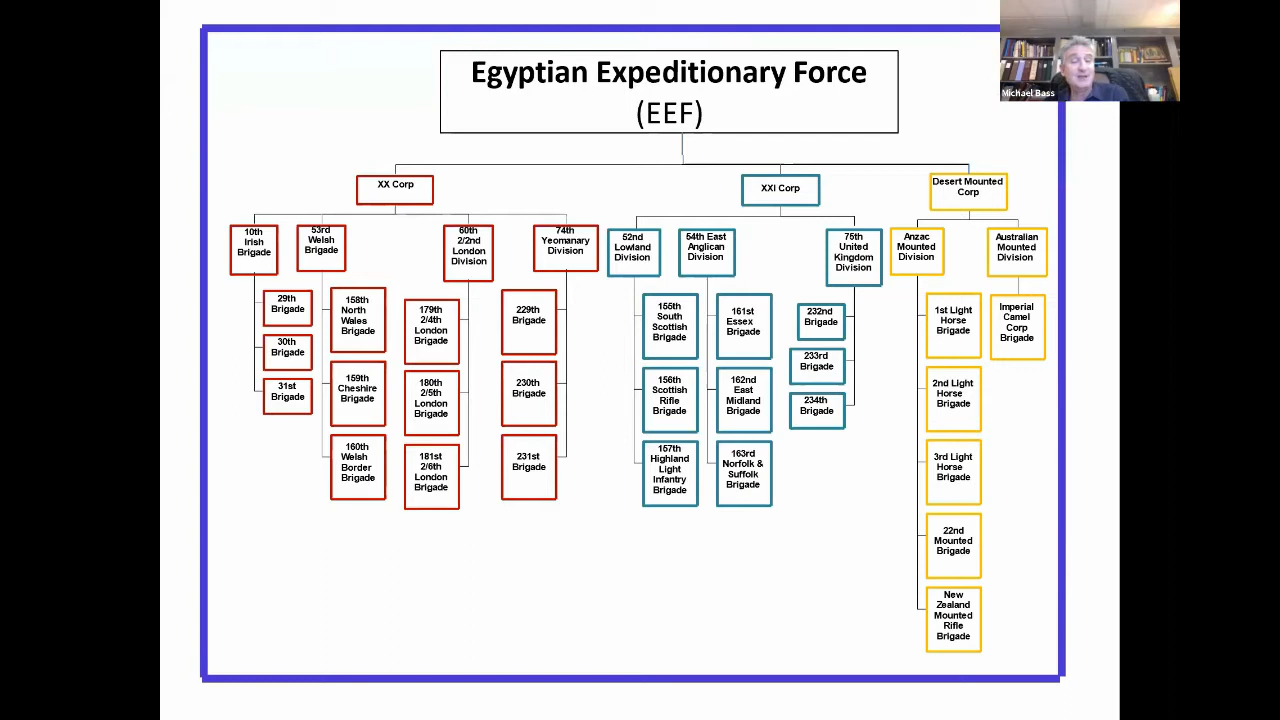 Egyptian Expeditionary Force
(EEF)
Michael Bass
XX Corp
XXI Corp
Desert Mounted
Corp
10th
Irish
Brigade
53rd
Welsh
Brigade
60th
2/2nd
London
Division
74th
Yeomanary
Division
52nd
Lowland
Division
54th East
Anglican
Division
75th
United
Kingdom
Division
Anzac
Mounted
Division
Australian
Mounted
Division
29th
Brigade
30th
Brigade
31st
Brigade
158th
North
Wales
Brigade
159th
Cheshire
Brigade
160th
Welsh
Border
Brigade
179th
2/4th
London
Brigade
180th
2/5th
London
Brigade
181st
2/6th
London
Brigade
229th
Brigade
230th
Brigade
231st
Brigade
155th
South
Scottish
Brigade
156th
Scottish
Rifle
Brigade
157th
Highland
Light
Infantry
Brigade
161st
Essex
Brigade
162nd
East
Midland
Brigade
163rd
Norfolk &
Suffolk
Brigade
232nd
Brigade
233rd
Brigade
234th
Brigade
1st Light
Horse
Brigade
2nd Light
Horse
Brigade
3rd Light
Horse
Brigade
22nd
Mounted
Brigade
New
Zealand
Mounted
Rifle
Brigade
Imperial
Camel
Corp
Brigade